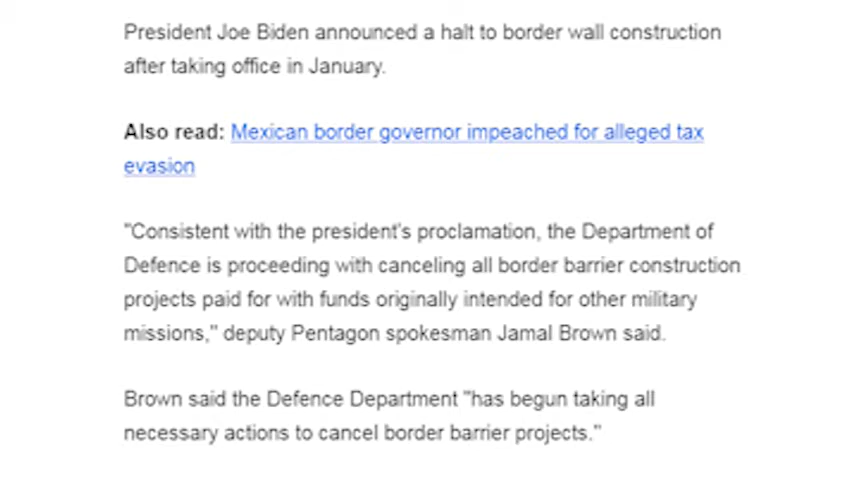 President Joe Biden announced a halt to border wall construction
after taking office in January.
Also read: Mexican border governor impeached for alleged tax
evasion
"Consistent with the president's proclamation, the Department of
Defence is proceeding with canceling all border barrier construction
projects paid for with funds originally intended for other military
missions," deputy Pentagon spokesman Jamal Brown said.
Brown said the Defence Department "has begun taking all
necessary actions to cancel border barrier projects."